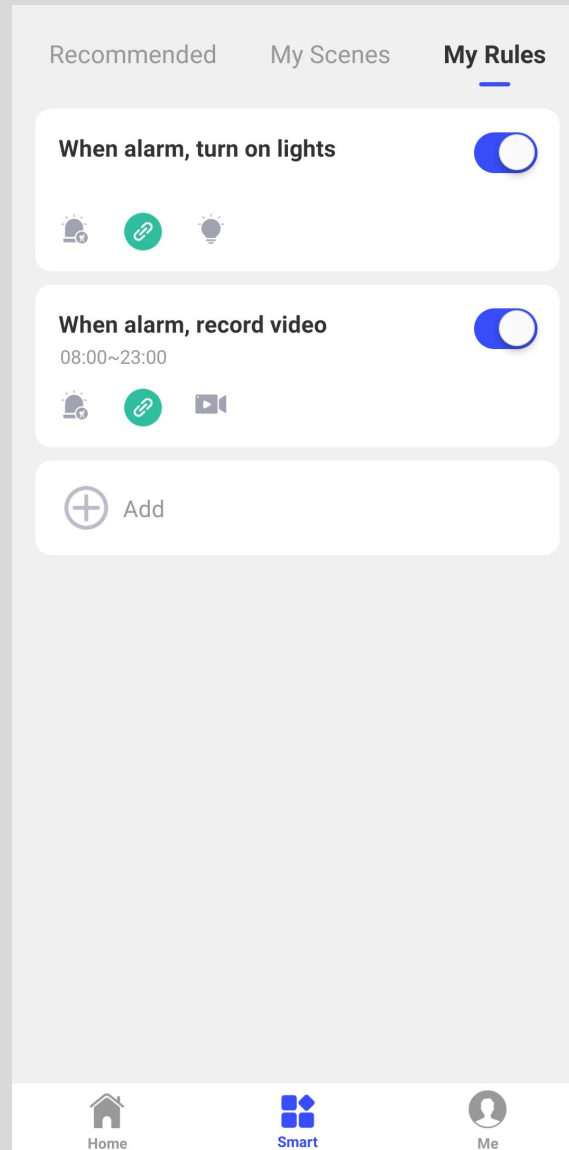 Recommended My Scenes My Rules
When alarm, turn on lights
When alarm, record video
08:00~23:00
Add
Home Smart Me